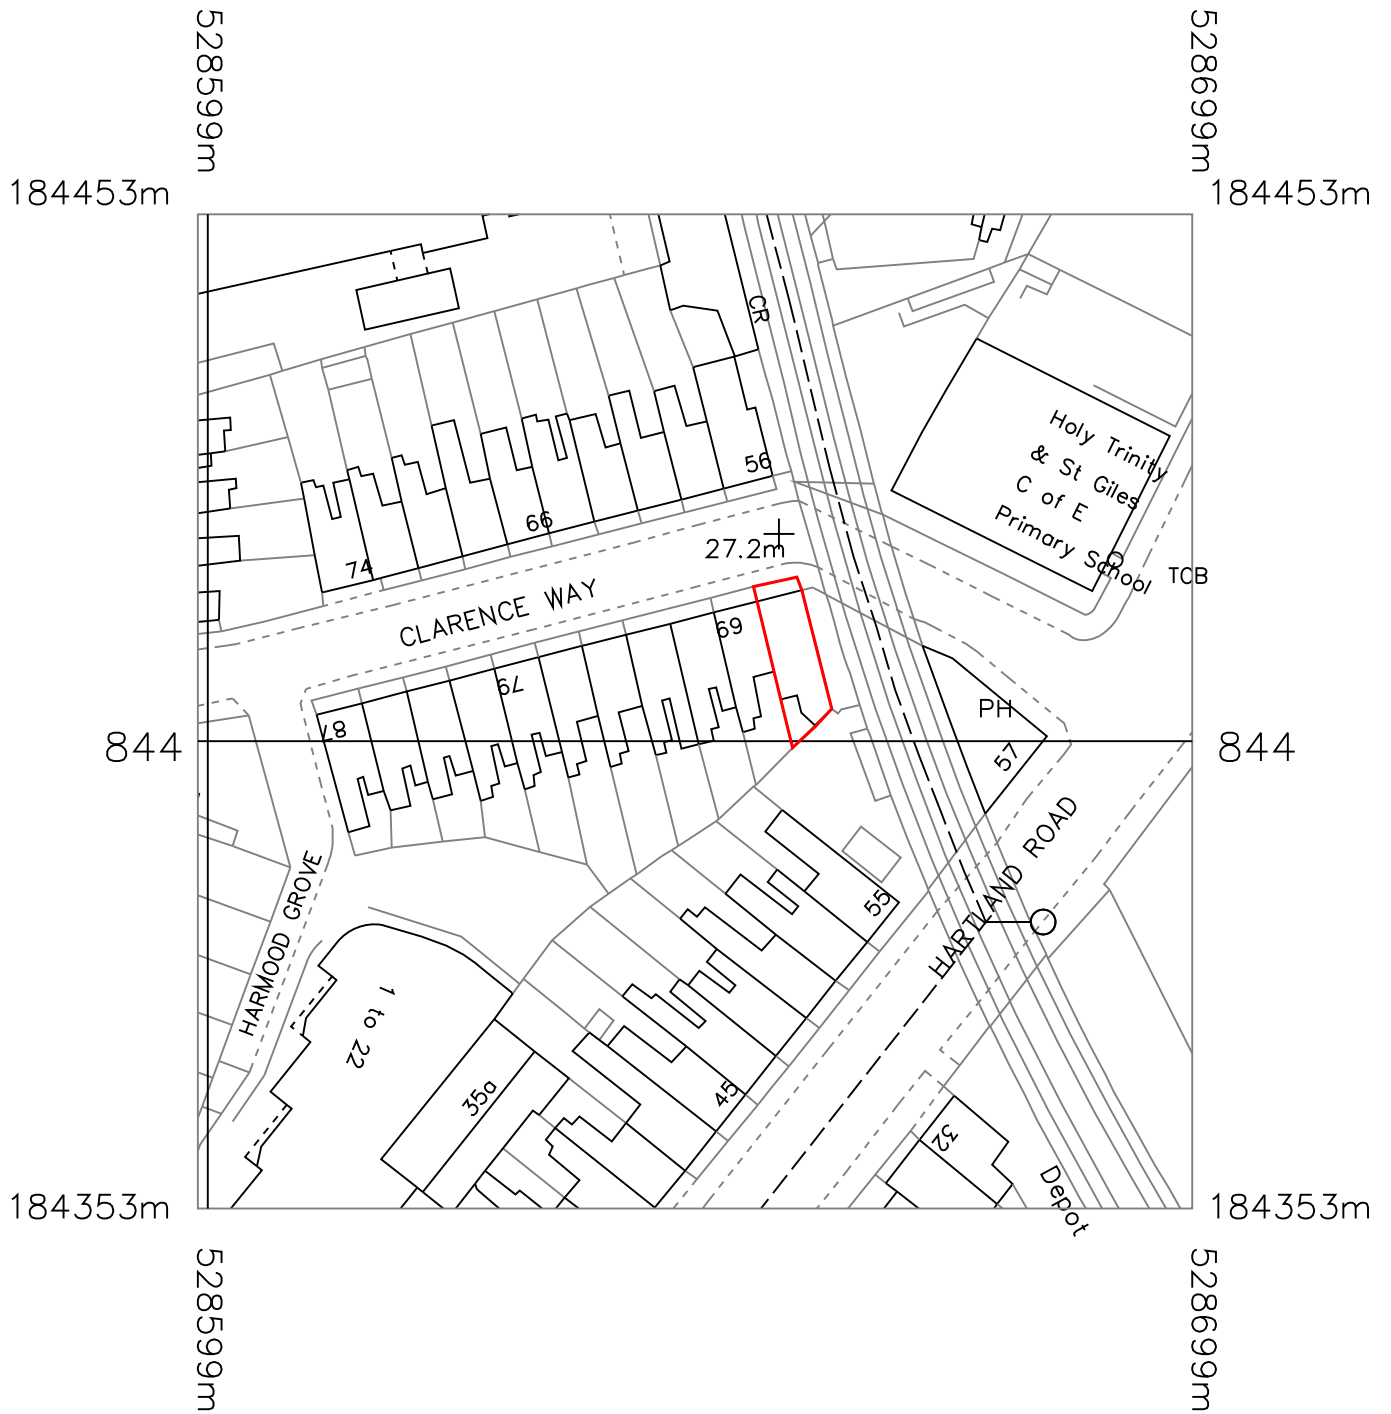 528599m
528699m
184453m
184453m
CR
Holy Trinity
& St Giles
C of E
Primary School
TCB
56
66
74
27.2m
CLARENCE WAY
69
79
87
PH
57
844
844
HARTLAND ROAD
HARMOOD GROVE
55
1 to 22
35a
45
32
Depot
184353m
184353m
528599m
528699m